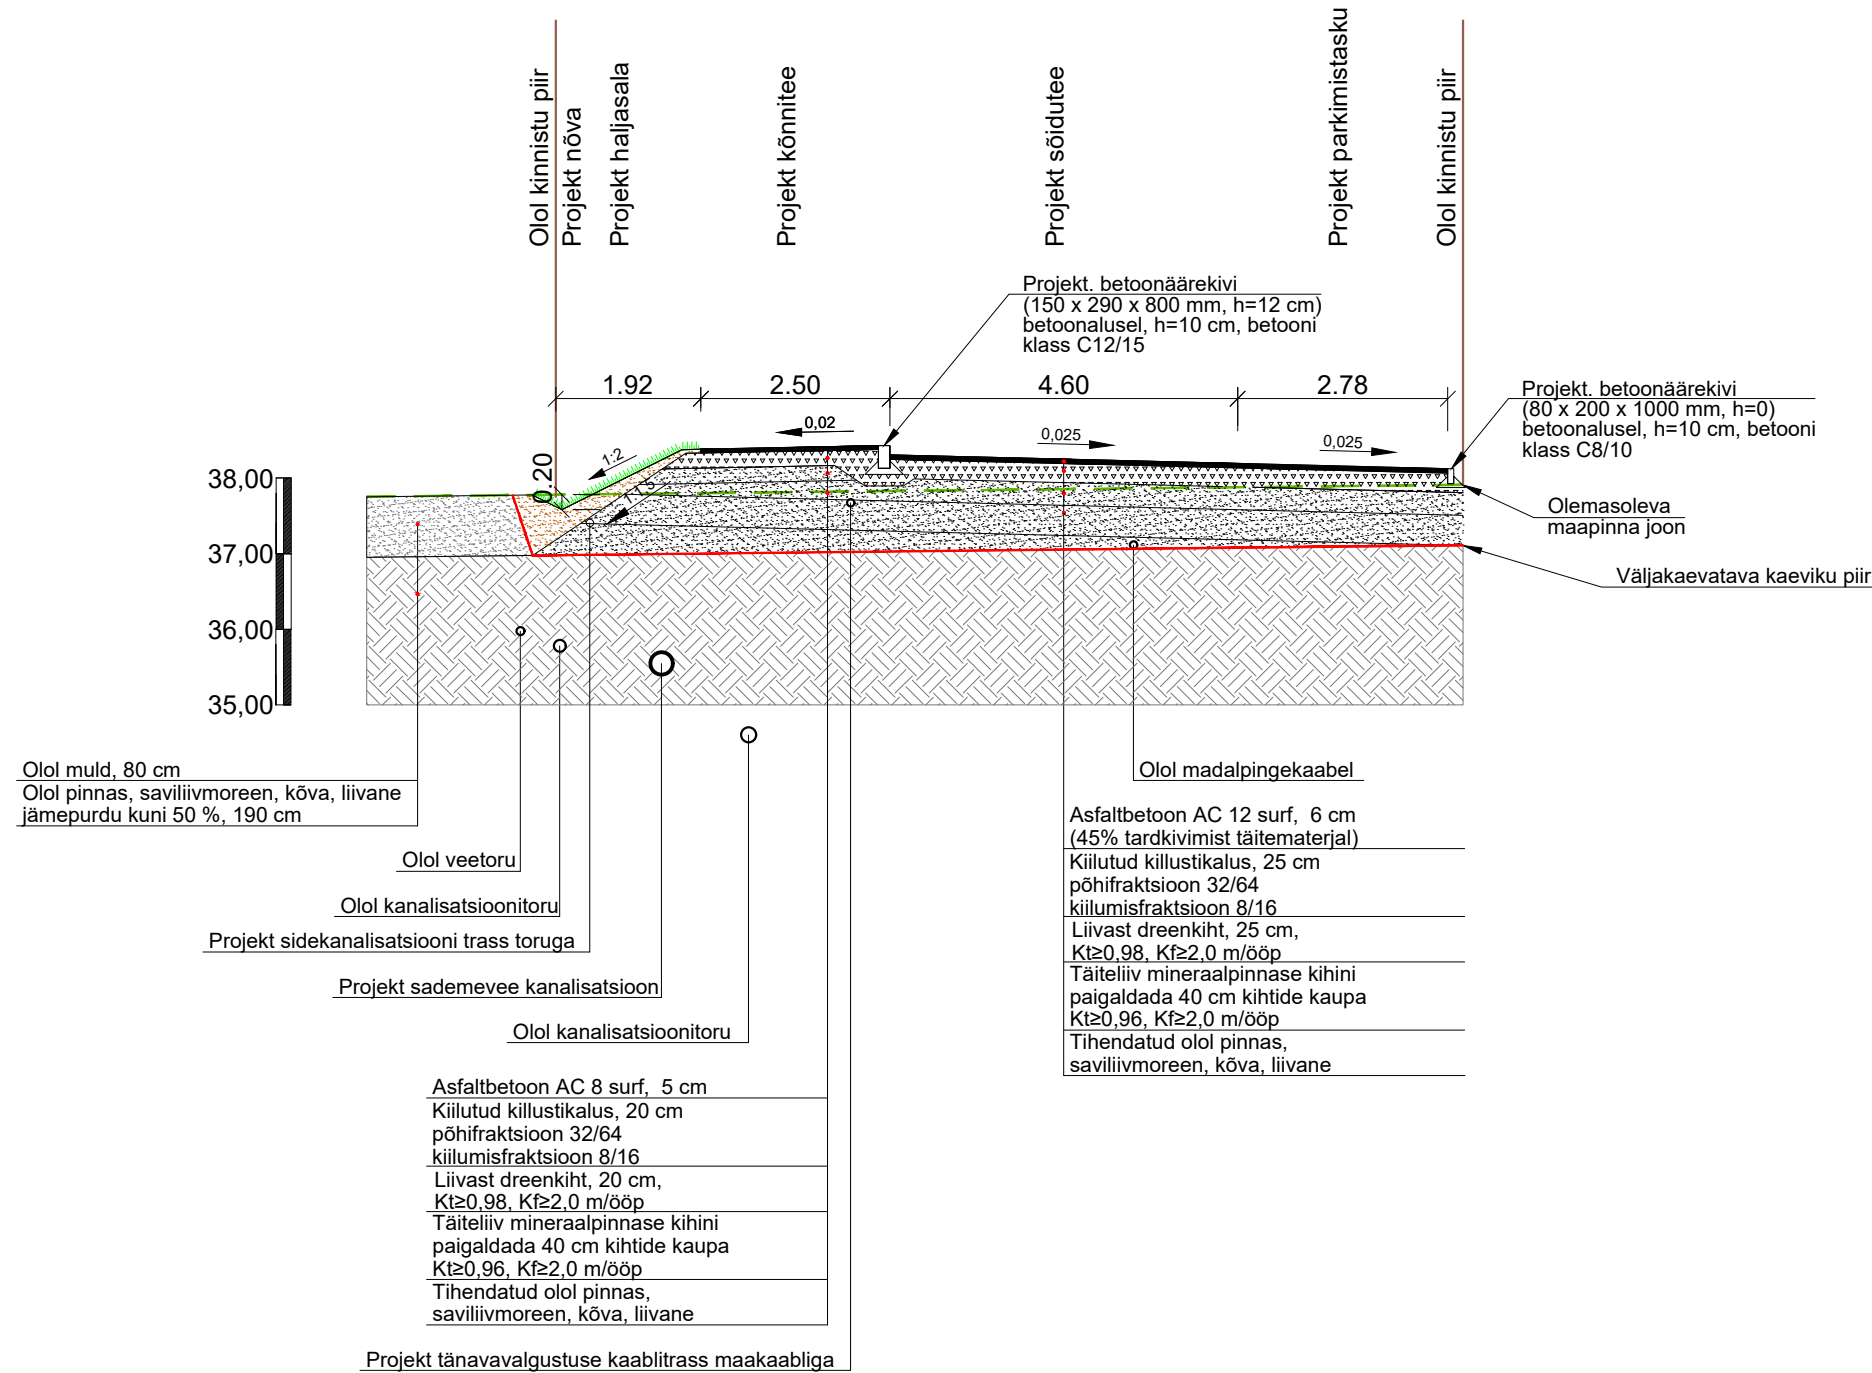 Olol kinnistu piir
Projekt nõva
Projekt haljasala
Projekt kõnnitee
Projekt sõidutee
Projekt parkimistasku
Olol kinnistu piir
Projekt. betoonäärekivi
(150 x 290 x 800 mm, h=12 cm)
betoonalusel, h=10 cm, betooni
klass C12/15
1.92
2.50
4.60
2.78
Projekt. betoonäärekivi
(80 x 200 x 1000 mm, h=0)
betoonalusel, h=10 cm, betooni
klass C8/10
0,02
0,025
0,025
1:2
0.20
38,00
37,00
36,00
35,00
Olemasoleva
maapinna joon
Väljakaevatava kaeviku piir
Olol muld, 80 cm
Olol pinnas, saviliivmoreen, kõva, liivane
jämepurdu kuni 50 %, 190 cm
Olol veetoru
Olol kanalisatsioonitoru
Projekt sidekanalisatsiooni trass toruga
Projekt sademevee kanalisatsioon
Olol kanalisatsioonitoru
Olol madalpingekaabel
Asfaltbetoon AC 12 surf, 6 cm
(45% tardkivimist täitematerjal)
Kiilutud killustikalus, 25 cm
põhifraktsioon 32/64
kiilumisfraktsioon 8/16
Liivast dreenkiht, 25 cm,
Kt≥0,98, Kf≥2,0 m/ööp
Täiteliiv mineraalpinnase kihini
paigaldada 40 cm kihtide kaupa
Kt≥0,96, Kf≥2,0 m/ööp
Tihendatud olol pinnas,
saviliivmoreen, kõva, liivane
Asfaltbetoon AC 8 surf, 5 cm
Kiilutud killustikalus, 20 cm
põhifraktsioon 32/64
kiilumisfraktsioon 8/16
Liivast dreenkiht, 20 cm,
Kt≥0,98, Kf≥2,0 m/ööp
Täiteliiv mineraalpinnase kihini
paigaldada 40 cm kihtide kaupa
Kt≥0,96, Kf≥2,0 m/ööp
Tihendatud olol pinnas,
saviliivmoreen, kõva, liivane
Projekt tänavavalgustuse kaablitrass maakaabliga